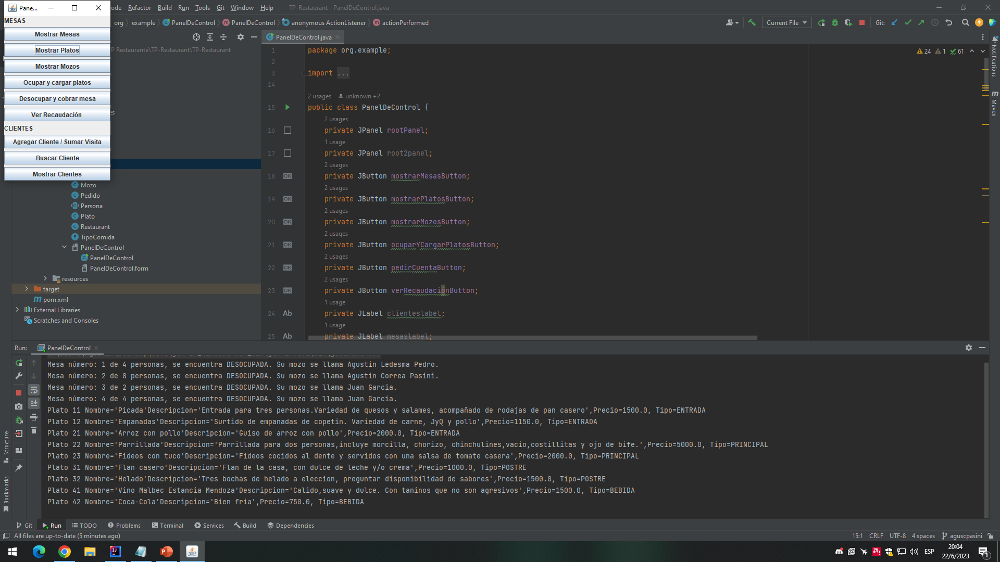 Pane...
ode Refactor Build Run Tools Git Window Help TP-Restaurant - PanelDeControl.java
MESAS
Mostrar Mesas
Mostrar Platos
Mostrar Mozos
Ocupar y cargar platos
Desocupar y cobrar mesa
Ver Recaudación
CLIENTES
Agregar Cliente / Sumar Visita
Buscar Cliente
Mostrar Clientes
org example PanelDeControl PanelDeControl anonymous ActionListener actionPerformed
Current File
Git:
P Restaurante\TP-Restaurant\TP-Restaurant
es
Mozo
Pedido
Persona
Plato
Restaurant
TipoComida
PanelDeControl
PanelDeControl
PanelDeControl.form
resources
target
pom.xml
External Libraries
Scratches and Consoles
PanelDeControl.java
24 1 61
1 package org.example;
2
3 import ...
14
2 usages unknown +2
15 public class PanelDeControl {
2 usages
16 private JPanel rootPanel;
1 usage
17 private JPanel root2panel;
2 usages
18 OK private JButton mostrarMesasButton;
2 usages
19 OK private JButton mostrarPlatosButton;
2 usages
20 OK private JButton mostrarMozosButton;
2 usages
21 OK private JButton ocuparYCargarPlatosButton;
2 usages
22 OK private JButton pedirCuentaButton;
2 usages
23 OK private JButton verRecaudaciónButton;
1 usage
24 Ab private JLabel clienteslabel;
1 usage
25 Ab private JLabel mesaslabel;
Notifications
Maven
Run: PanelDeControl
Mesa número: 1 de 4 personas, se encuentra DESOCUPADA. Su mozo se llama Agustin Ledesma Pedro.
Mesa número: 2 de 8 personas, se encuentra DESOCUPADA. Su mozo se llama Agustin Correa Pasini.
Mesa número: 3 de 2 personas, se encuentra DESOCUPADA. Su mozo se llama Juan Garcia.
Mesa número: 4 de 4 personas, se encuentra DESOCUPADA. Su mozo se llama Juan Garcia.
Plato 11 Nombre='Picada'Descripcion='Entrada para tres personas.Variedad de quesos y salames, acompañado de rodajas de pan casero',Precio=1500.0, Tipo=ENTRADA
Plato 12 Nombre='Empanadas'Descripcion='Surtido de empanadas de copetin. Variedad de carne, JyQ y pollo',Precio=1150.0, Tipo=ENTRADA
Plato 21 Nombre='Arroz con pollo'Descripcion='Guiso de arroz con pollo',Precio=2000.0, Tipo=ENTRADA
Plato 22 Nombre='Parrillada'Descripcion='Parrillada para dos personas,incluye morcilla, chorizo, chinchulines,vacio,costillitas y ojo de bife.',Precio=5000.0, Tipo=PRINCIPAL
Plato 23 Nombre='Fideos con tuco'Descripcion='Fideos cocidos al dente y servidos con una salsa de tomate casera',Precio=2000.0, Tipo=PRINCIPAL
Plato 31 Nombre='Flan casero'Descripcion='Flan de la casa, con dulce de leche y/o crema',Precio=1000.0, Tipo=POSTRE
Plato 32 Nombre='Helado'Descripcion='Tres bochas de helado a eleccion, preguntar disponibilidad de sabores',Precio=1500.0, Tipo=POSTRE
Plato 41 Nombre='Vino Malbec Estancia Mendoza'Descripcion='Calido,suave y dulce. Con taninos que no son agresivos',Precio=1500.0, Tipo=BEBIDA
Plato 42 Nombre='Coca-Cola'Descripcion='Bien fria',Precio=750.0, Tipo=BEBIDA
Structure
Bookmarks
Git Run TODO Problems Terminal Services Build Dependencies
All files are up-to-date (5 minutes ago)
15:1 CRLF UTF-8 4 spaces aguscpasini
ESP
20:04
22/6/2023
1